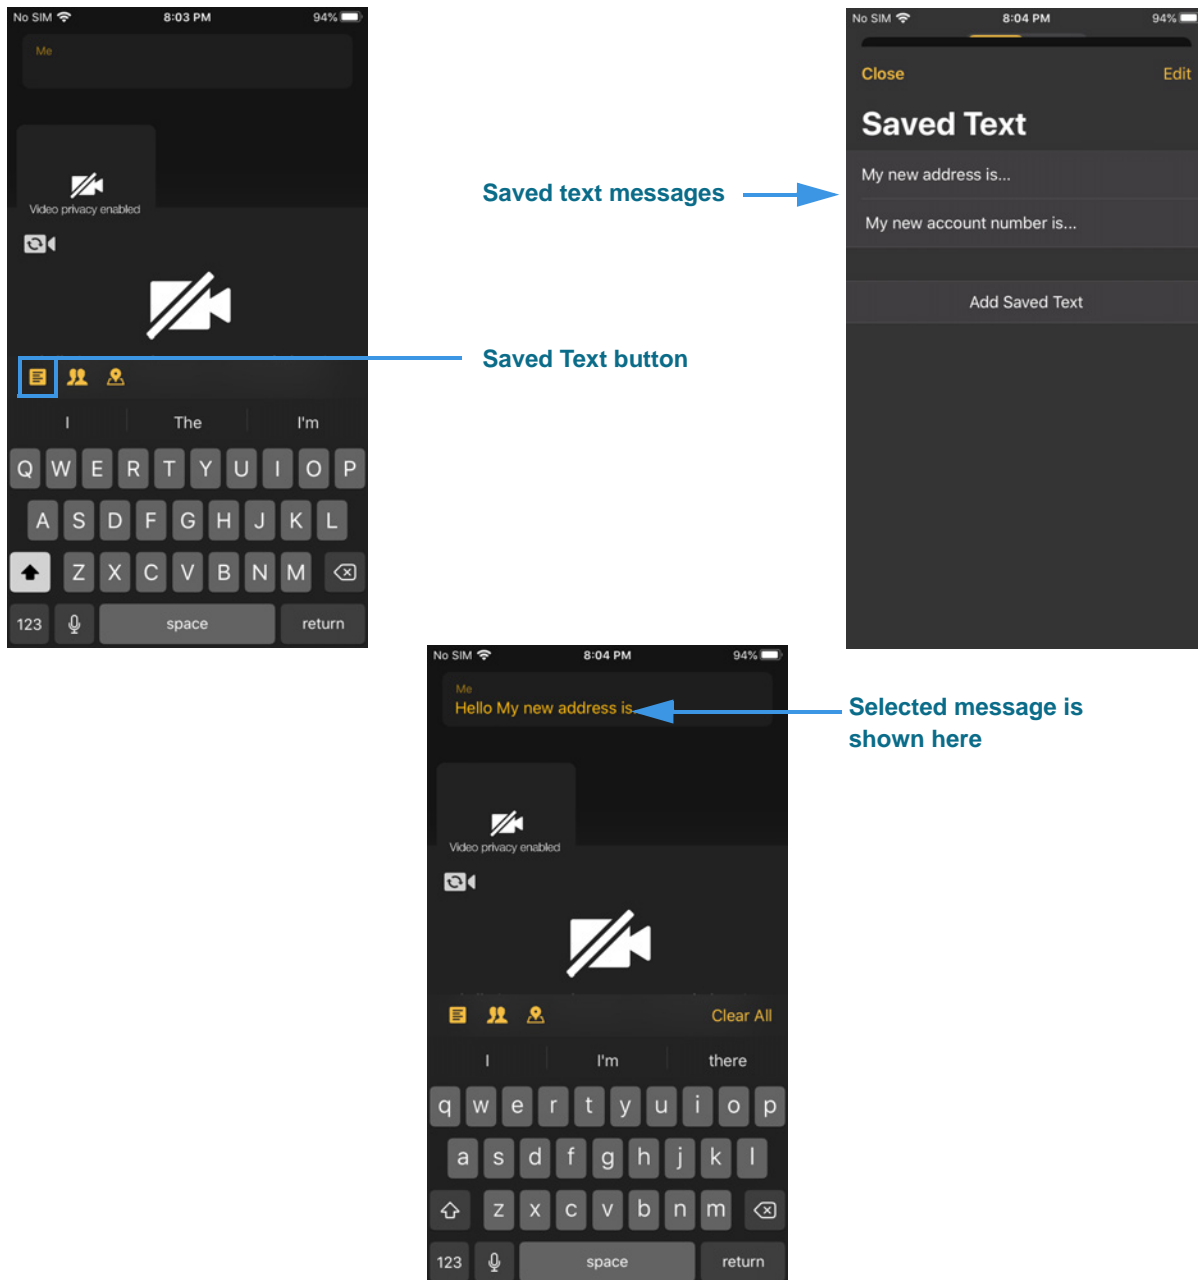 No SIM 8:03 PM 94%
Me
Video privacy enabled
I The I'm
Q W E R T Y U I O P
A S D F G H J K L
Z X C V B N M
123 space return
Saved text messages
Saved Text button
No SIM 8:04 PM 94%
Close Edit
Saved Text
My new address is...
My new account number is...
Add Saved Text
No SIM 8:04 PM 94%
Me
Hello My new address is...
Video privacy enabled
Clear All
I I'm there
q w e r t y u i o p
a s d f g h j k l
z x c v b n m
123 space return
Selected message is
shown here